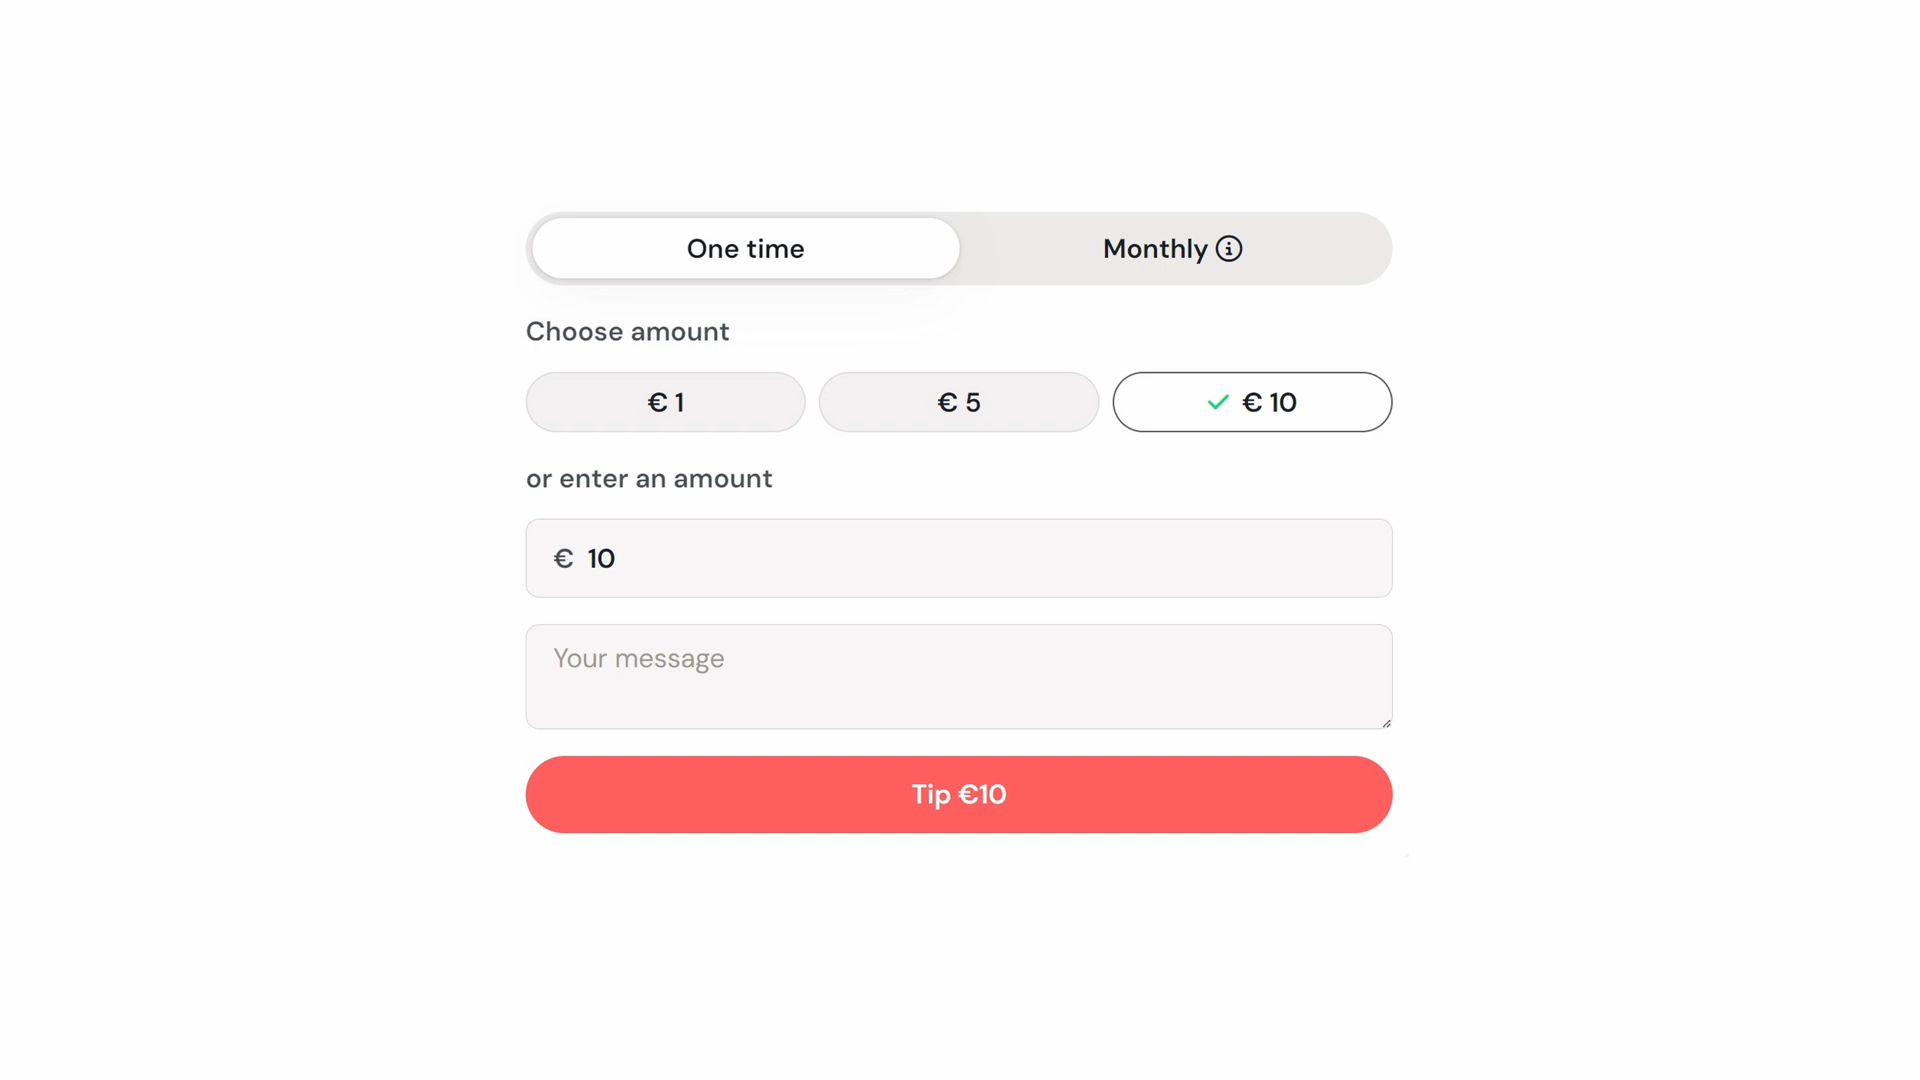 One time
Monthly
Choose amount
€ 1
€ 5
€ 10
or enter an amount
€ 10
Your message
Tip €10